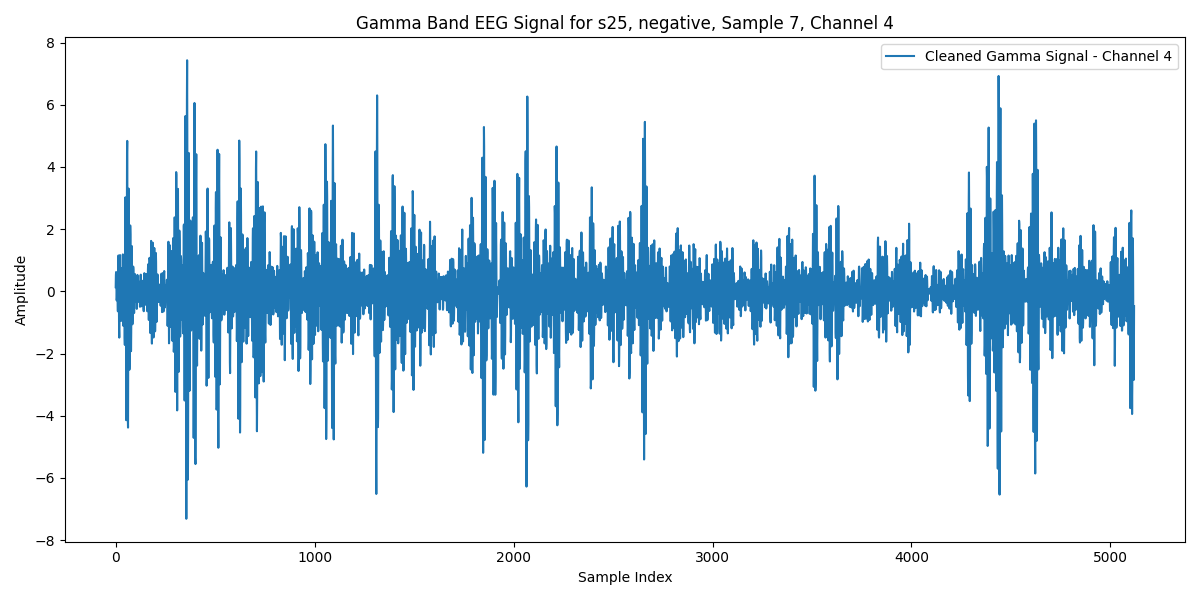 Gamma Band EEG Signal for s25, negative, Sample 7, Channel 4
Cleaned Gamma Signal - Channel 4
8
6
4
2
0
−2
−4
−6
−8
Amplitude
0 1000 2000 3000 4000 5000
Sample Index